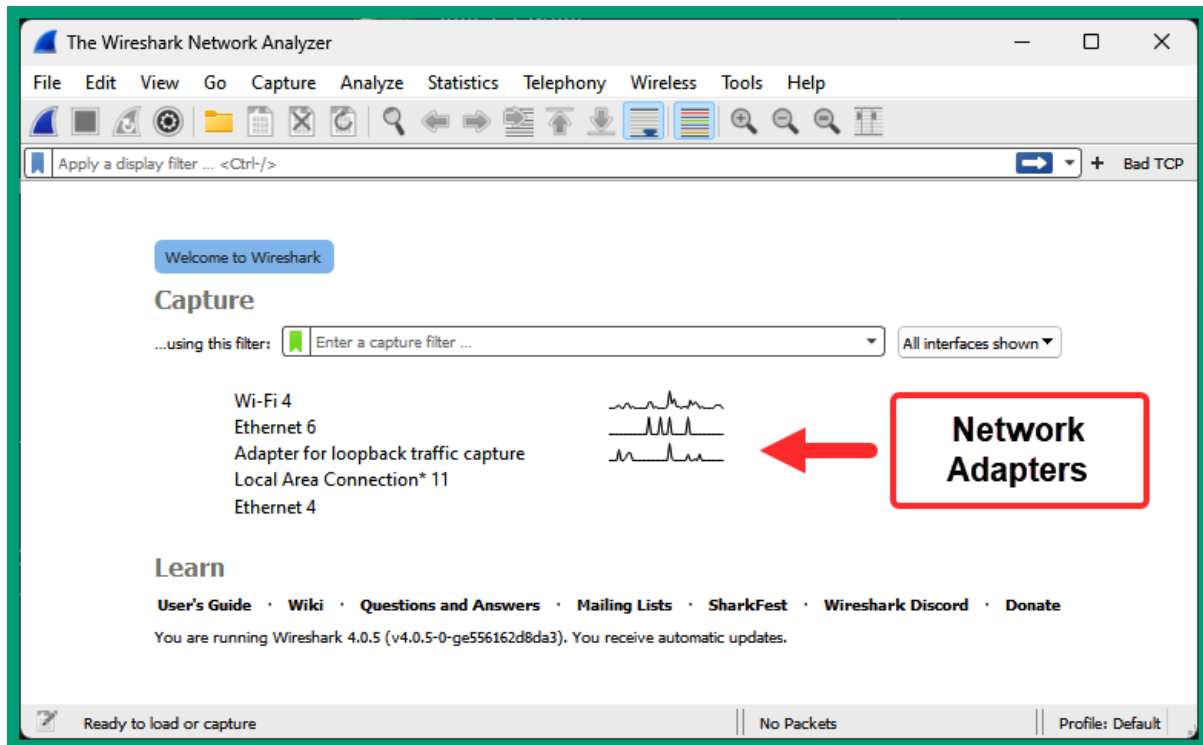 The Wireshark Network Analyzer
File Edit View Go Capture Analyze Statistics Telephony Wireless Tools Help
Apply a display filter ... <Ctrl-/>
+ Bad TCP
Welcome to Wireshark
Capture
...using this filter: Enter a capture filter ... All interfaces shown
Wi-Fi 4
Ethernet 6
Adapter for loopback traffic capture
Local Area Connection* 11
Ethernet 4
Network
Adapters
Learn
User's Guide · Wiki · Questions and Answers · Mailing Lists · SharkFest · Wireshark Discord · Donate
You are running Wireshark 4.0.5 (v4.0.5-0-ge556162d8da3). You receive automatic updates.
Ready to load or capture No Packets Profile: Default